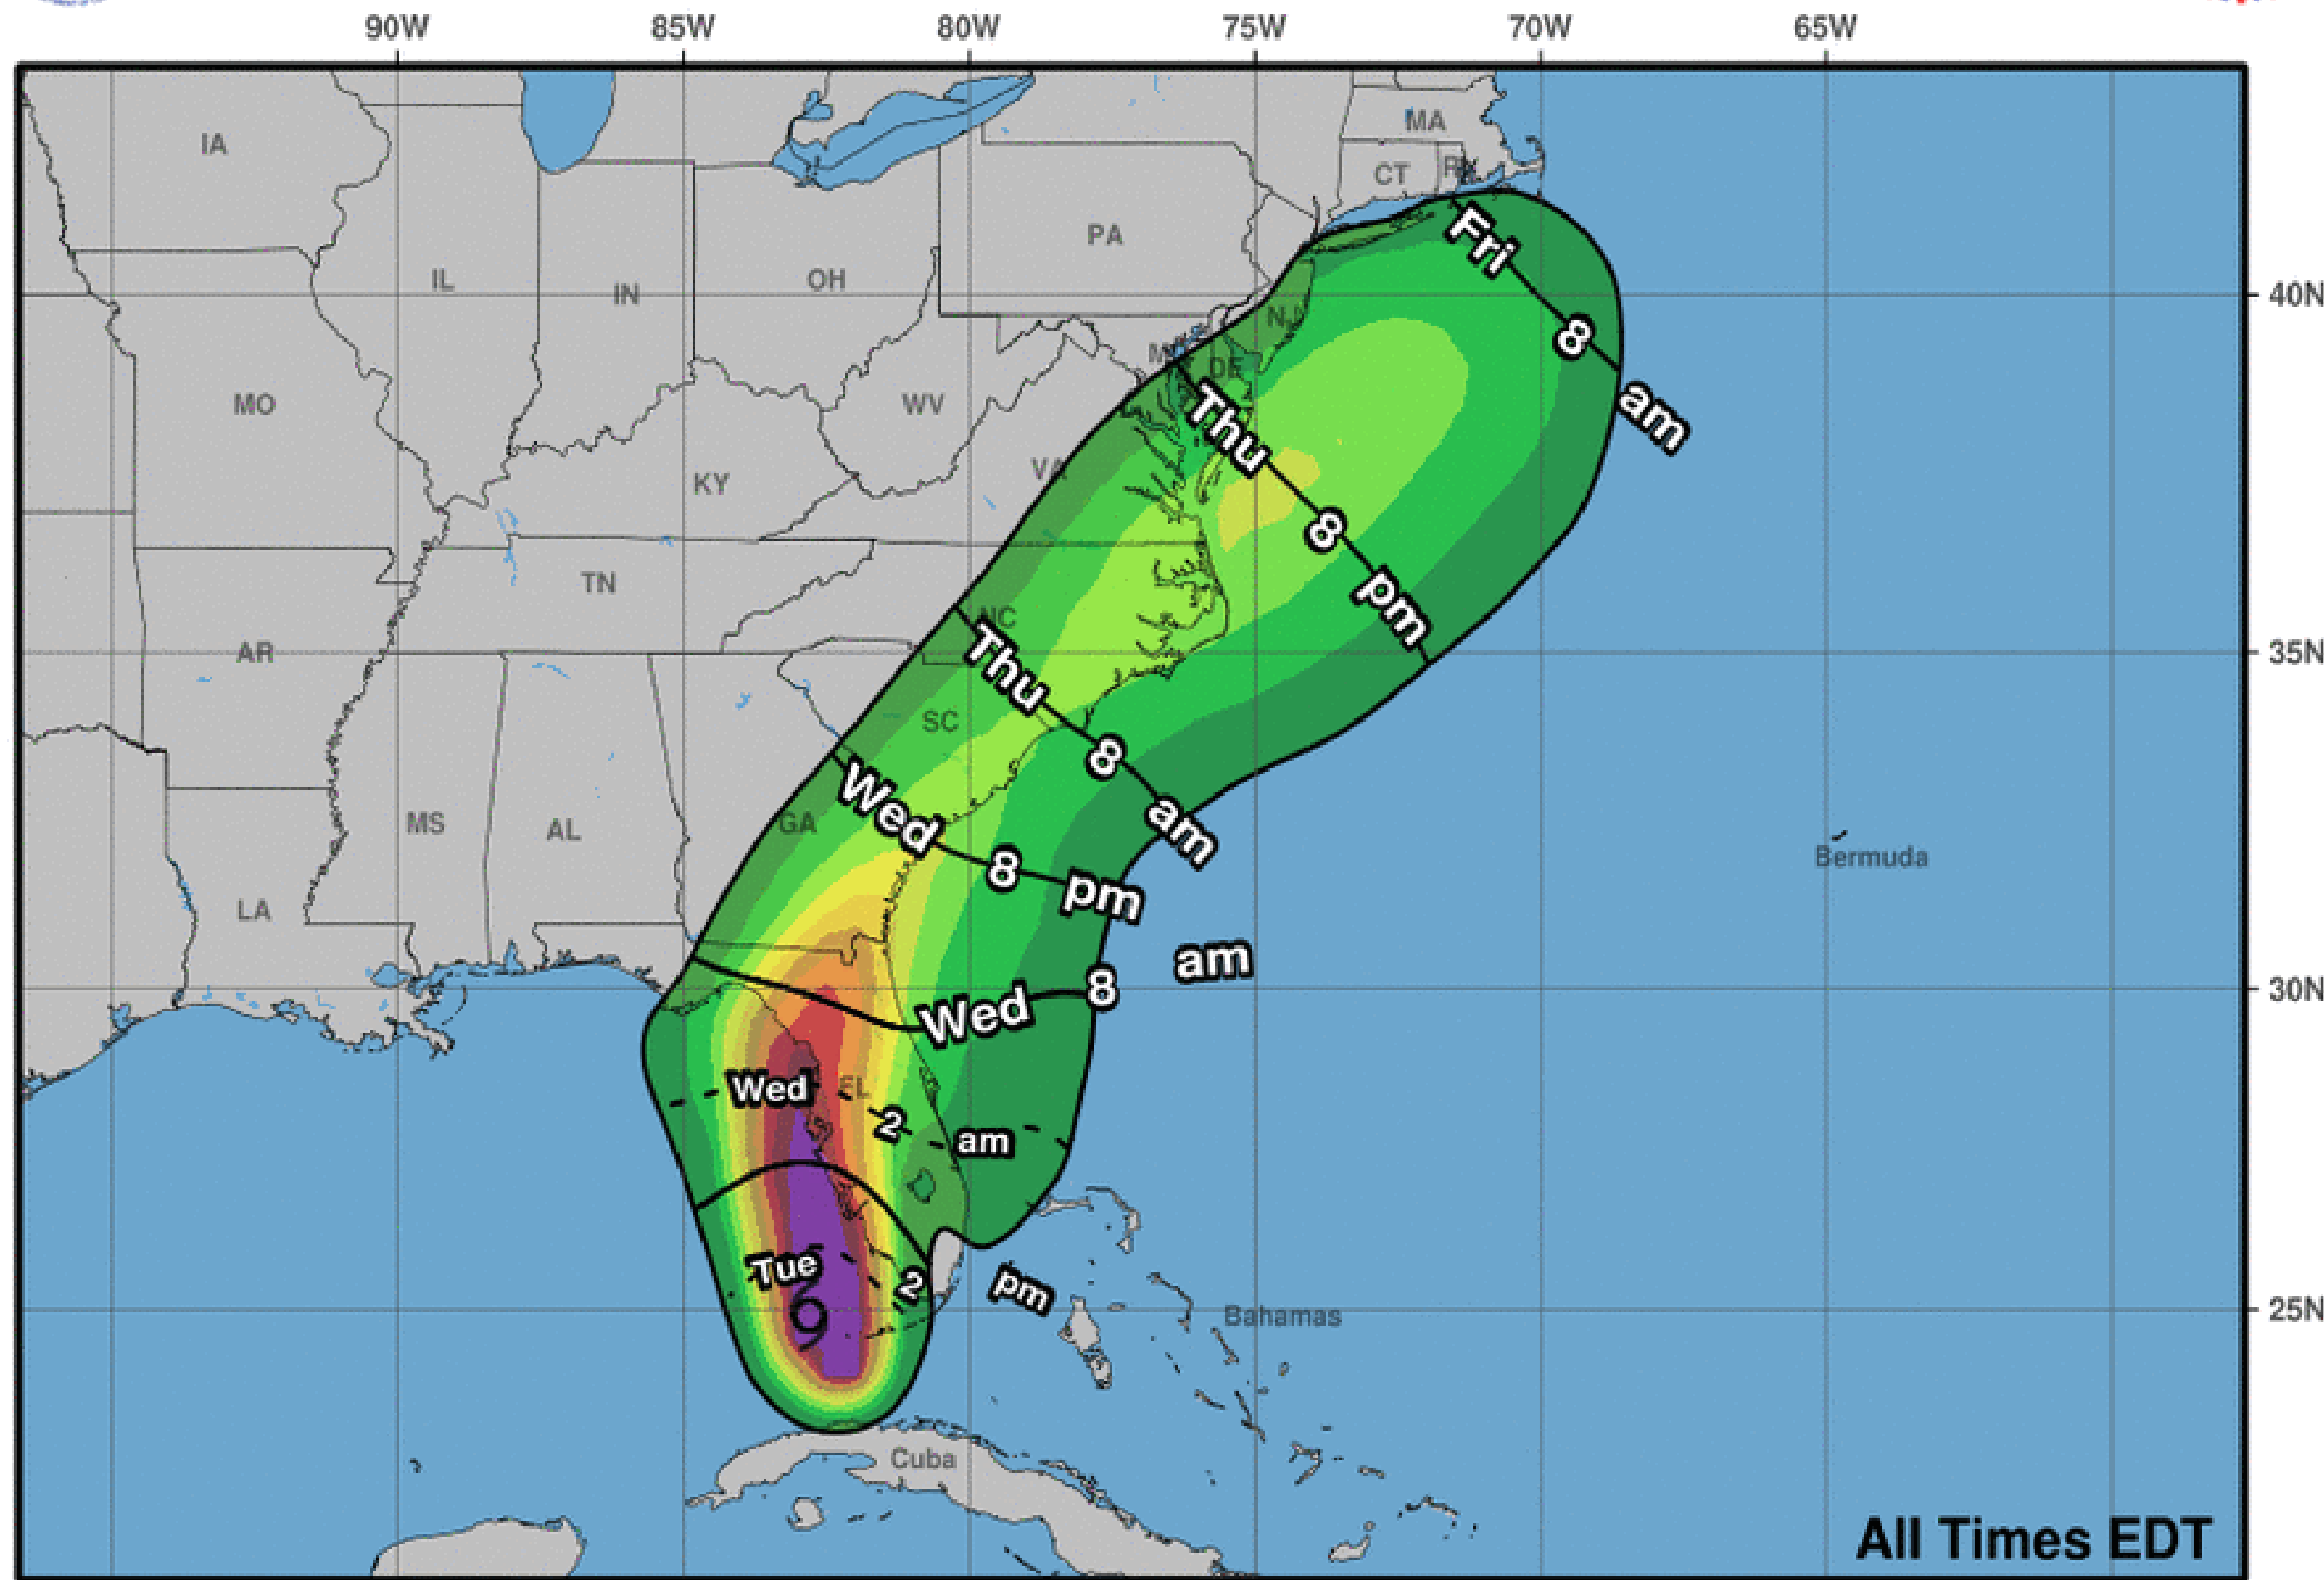 90W 85W 80W 75W 70W 65W
MA
IA
CT
PA
Fri 8 am
IL
IN
OH
40N
NJ
DE
MO
WV
Thu 8 pm
VA
KY
TN
NC
AR
35N
Thu 8 am
SC
Wed 8 pm
GA
MS
AL
Bermuda
LA
Wed 8 am
30N
Wed 2 am
FL
Tue 2 pm
25N
Bahamas
Cuba
All Times EDT